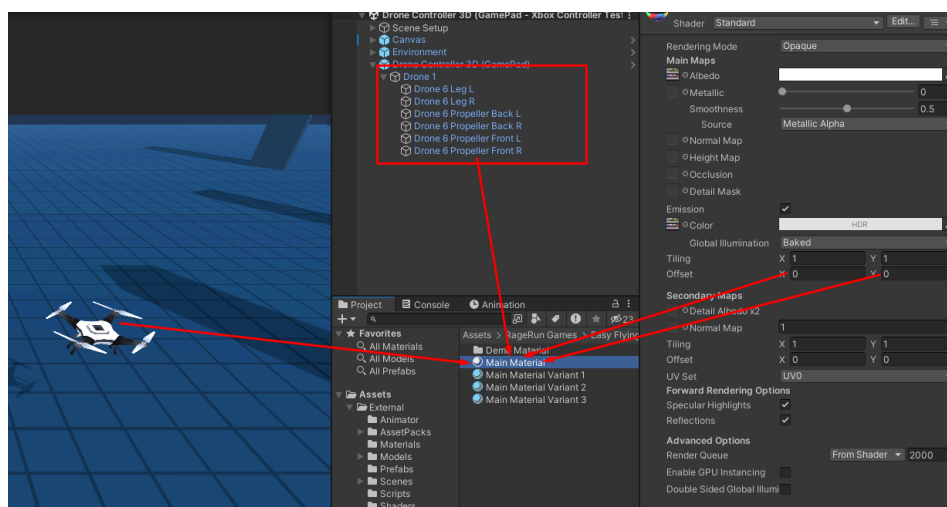 Drone Controller 3D (GamePad - Xbox Controller Test
Scene Setup
Canvas
Environment
Drone Controller 3D (GamePad)
Drone 1
Drone 6 Leg L
Drone 6 Leg R
Drone 6 Propeller Back L
Drone 6 Propeller Back R
Drone 6 Propeller Front L
Drone 6 Propeller Front R
Project Console Animation
23
Favorites
All Materials
All Models
All Prefabs
Assets
External
Animator
AssetPacks
Materials
Models
Prefabs
Scenes
Scripts
Shaders
Assets > RageRun Games > Easy Flying
Demo Material
Main Material
Main Material Variant 1
Main Material Variant 2
Main Material Variant 3
Shader Standard Edit...
Rendering Mode Opaque
Main Maps
Albedo
Metallic 0
Smoothness 0.5
Source Metallic Alpha
Normal Map
Height Map
Occlusion
Detail Mask
Emission
Color HDR
Global Illumination Baked
Tiling X 1 Y 1
Offset X 0 Y 0
Secondary Maps
Detail Albedo x2
Normal Map 1
Tiling X 1 Y 1
Offset X 0 Y 0
UV Set UV0
Forward Rendering Options
Specular Highlights
Reflections
Advanced Options
Render Queue From Shader 2000
Enable GPU Instancing
Double Sided Global Illumi